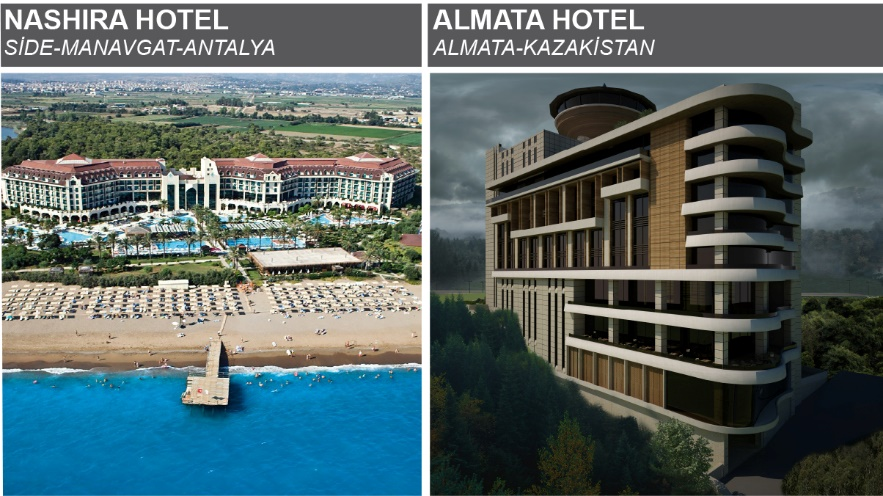 NASHIRA HOTEL
SİDE-MANAVGAT-ANTALYA
ALMATA HOTEL
ALMATA-KAZAKİSTAN